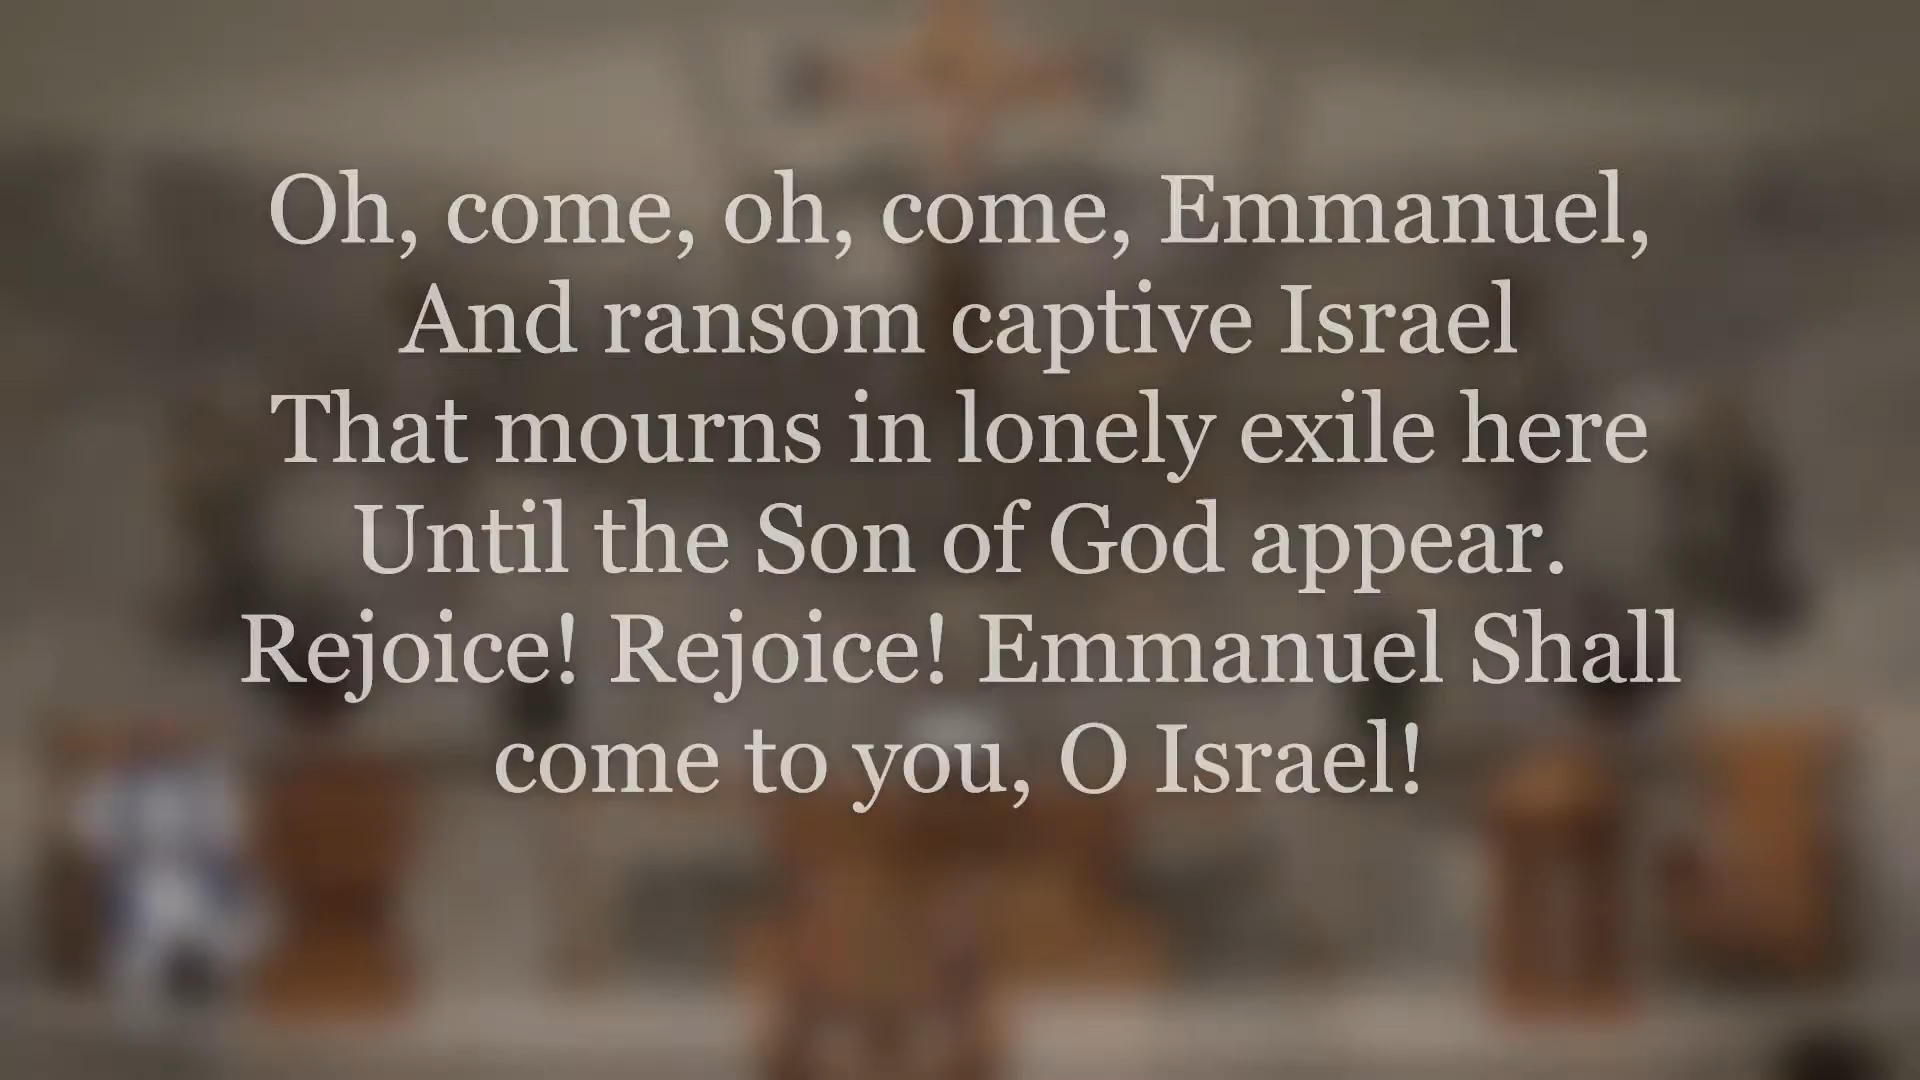 Oh, come, oh, come, Emmanuel,
And ransom captive Israel
That mourns in lonely exile here
Until the Son of God appear.
Rejoice! Rejoice! Emmanuel Shall
come to you, O Israel!